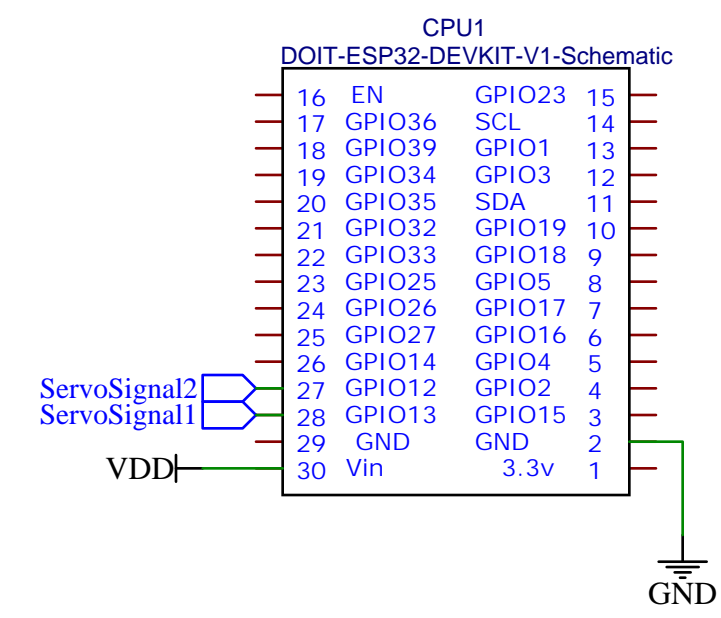 CPU1
DOIT-ESP32-DEVKIT-V1-Schematic
16 EN GPIO23 15
17 GPIO36 SCL 14
18 GPIO39 GPIO1 13
19 GPIO34 GPIO3 12
20 GPIO35 SDA 11
21 GPIO32 GPIO19 10
22 GPIO33 GPIO18 9
23 GPIO25 GPIO5 8
24 GPIO26 GPIO17 7
25 GPIO27 GPIO16 6
26 GPIO14 GPIO4 5
ServoSignal2 27 GPIO12 GPIO2 4
ServoSignal1 28 GPIO13 GPIO15 3
29 GND GND 2
VDD 30 Vin 3.3v 1
GND